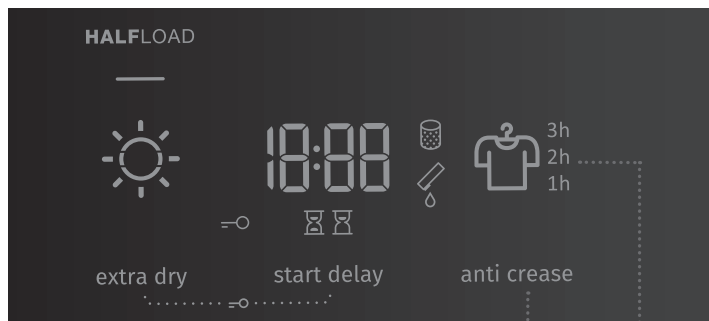 HALFLOAD
18:88
3h
2h
1h
extra dry
start delay
anti crease